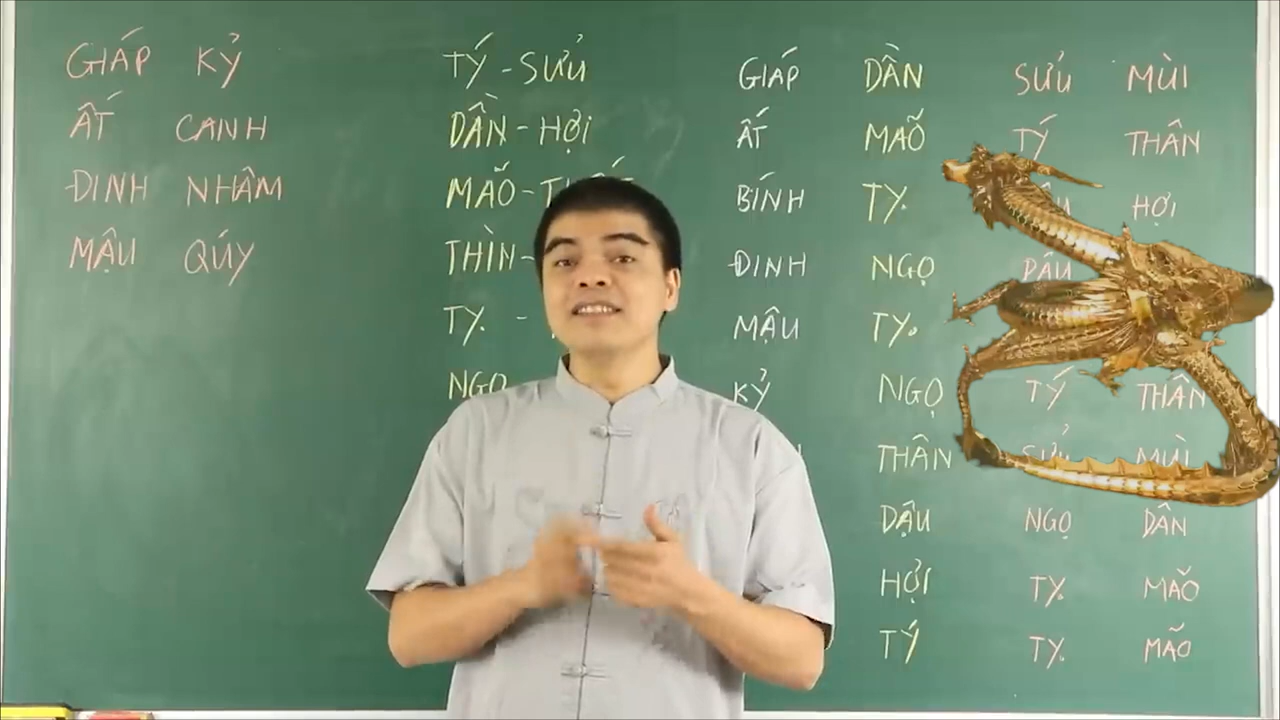 GIÁP KỶ
ẤT CANH
ĐINH NHÂM
MẬU QÚY
TÝ - SỬU
DẦN - HỢI
MÃO -
THÌN -
TỴ. -
NGỌ
GIÁP DẦN SỬU MÙI
ẤT MÃO TÝ THÂN
BÍNH TỴ. HỢI
ĐINH NGỌ DẬU
MẬU TỴ.
KỶ NGỌ TÝ THÂN
THÂN SỬU MÙI
DẬU NGỌ DẦN
HỢI TỴ. MÃO
TÝ TỴ. MÃO